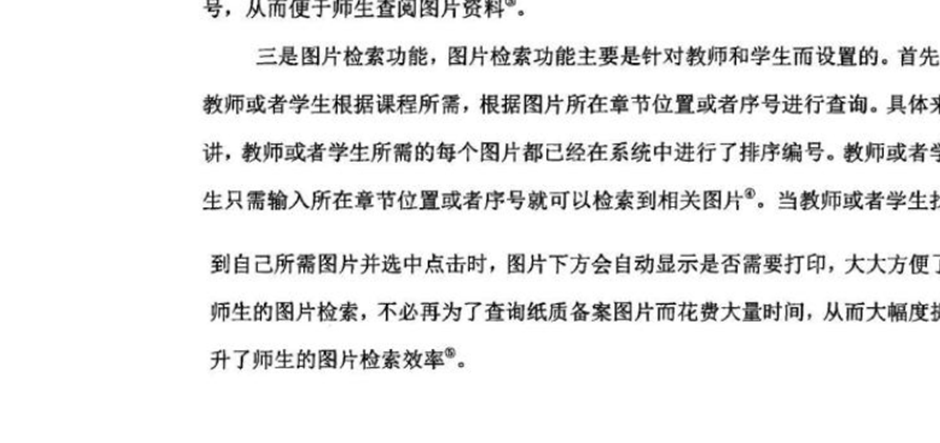 号，从而便于师生查阅图片资料③。
三是图片检索功能，图片检索功能主要是针对教师和学生而设置的。首先
教师或者学生根据课程所需，根据图片所在章节位置或者序号进行查询。具体来
讲，教师或者学生所需的每个图片都已经在系统中进行了排序编号。教师或者学
生只需输入所在章节位置或者序号就可以检索到相关图片④。当教师或者学生找
到自己所需图片并选中点击时，图片下方会自动显示是否需要打印，大大方便了
师生的图片检索，不必再为了查询纸质备案图片而花费大量时间，从而大幅度提
升了师生的图片检索效率⑤。